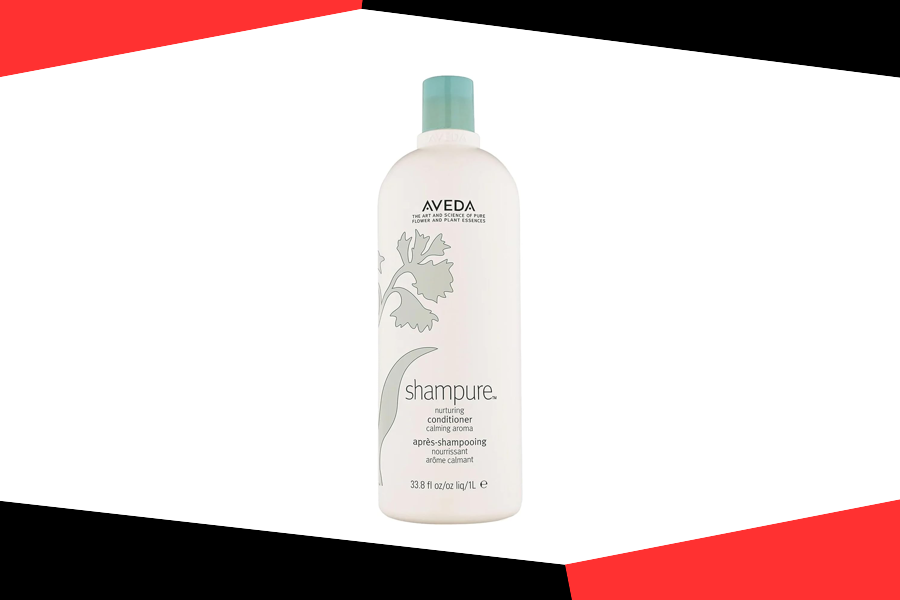 AVEDA
THE ART AND SCIENCE OF PURE
FLOWER AND PLANT ESSENCES
shampure™
nurturing
conditioner
calming aroma
après-shampooing
nourrissant
arôme calmant
33.8 fl oz/oz liq/1L ℮